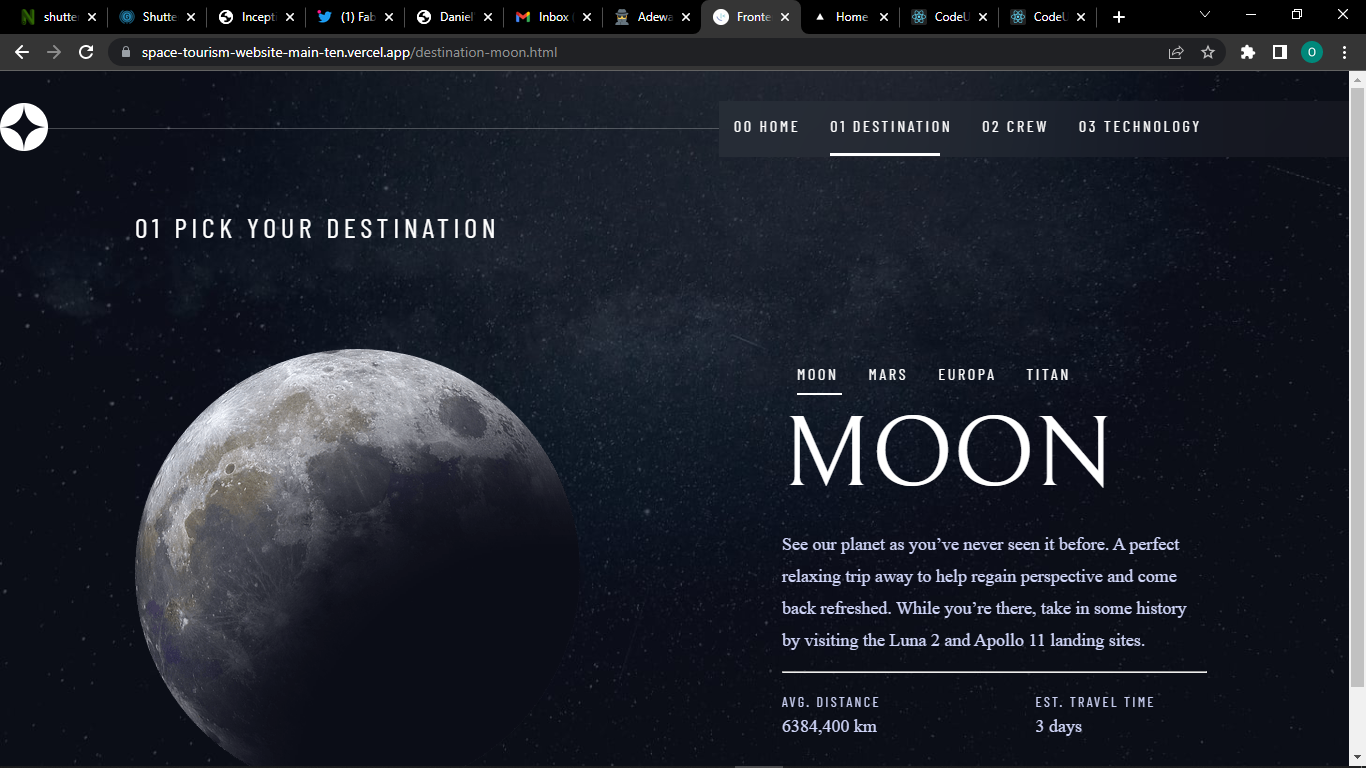 shutte
Shutte
Incept
(1) Fab
Daniel
Inbox
Adewa
Fronte
Home
CodeU
CodeU
space-tourism-website-main-ten.vercel.app/destination-moon.html
O
00 HOME 01 DESTINATION 02 CREW 03 TECHNOLOGY
01 PICK YOUR DESTINATION
MOON MARS EUROPA TITAN
MOON
See our planet as you’ve never seen it before. A perfect
relaxing trip away to help regain perspective and come
back refreshed. While you’re there, take in some history
by visiting the Luna 2 and Apollo 11 landing sites.
AVG. DISTANCE EST. TRAVEL TIME
6384,400 km 3 days